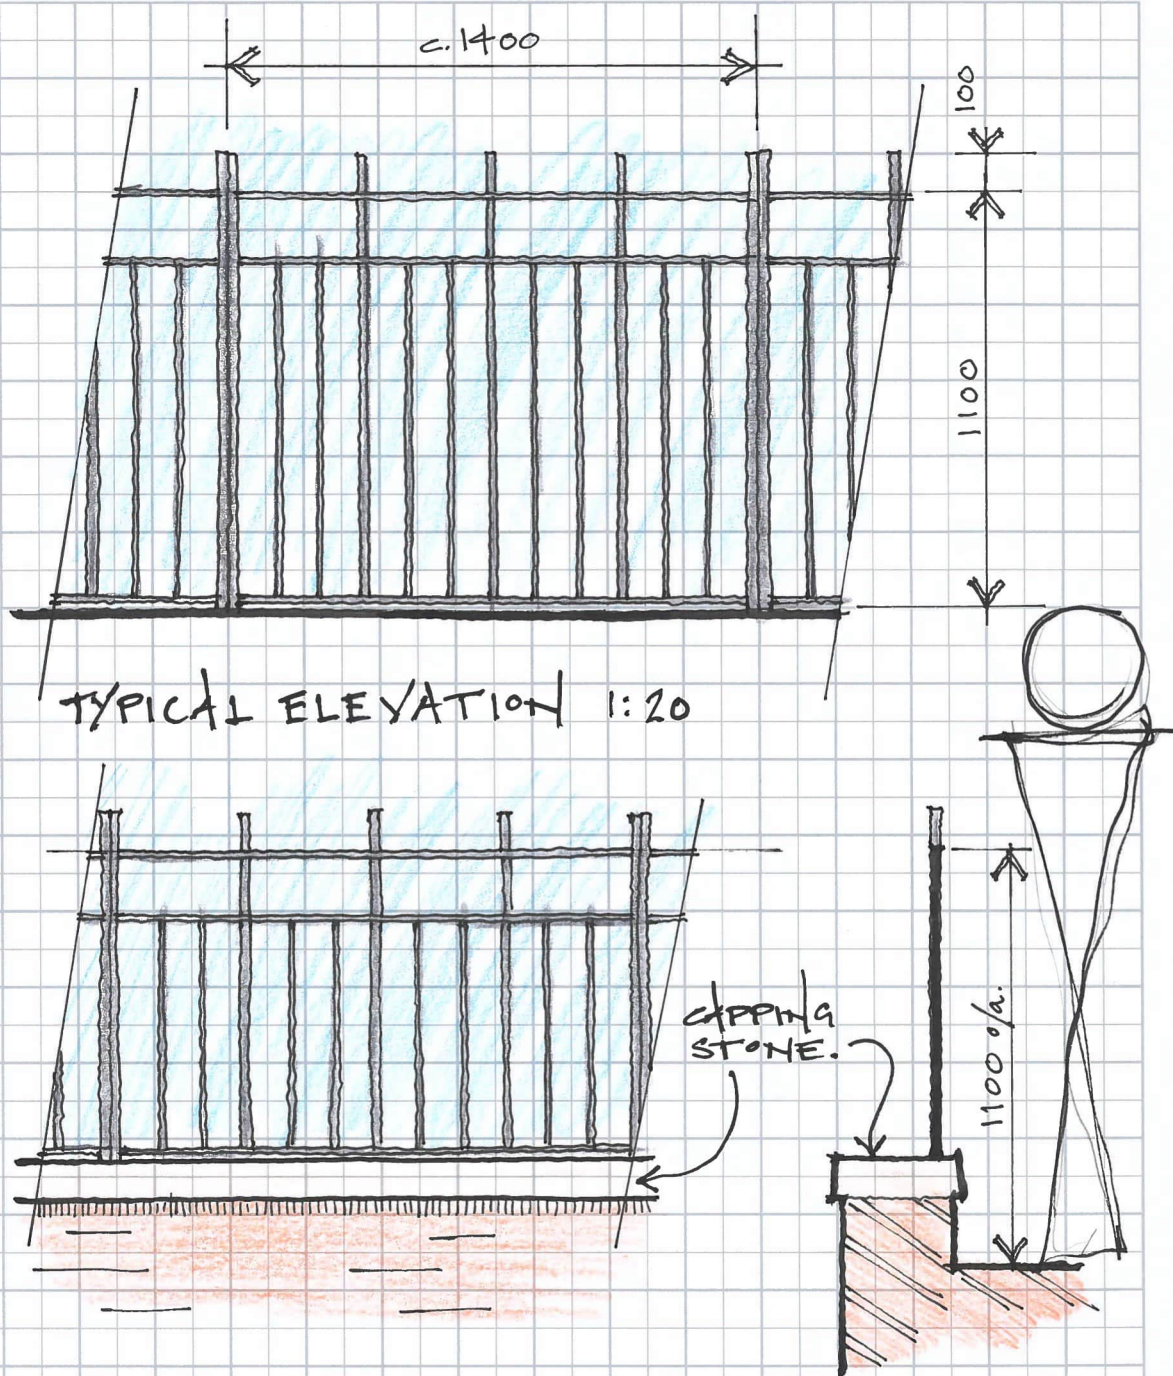 c.1400
100
1100
TYPICAL ELEVATION 1:20
CAPPING
STONE.
1100 o/a.